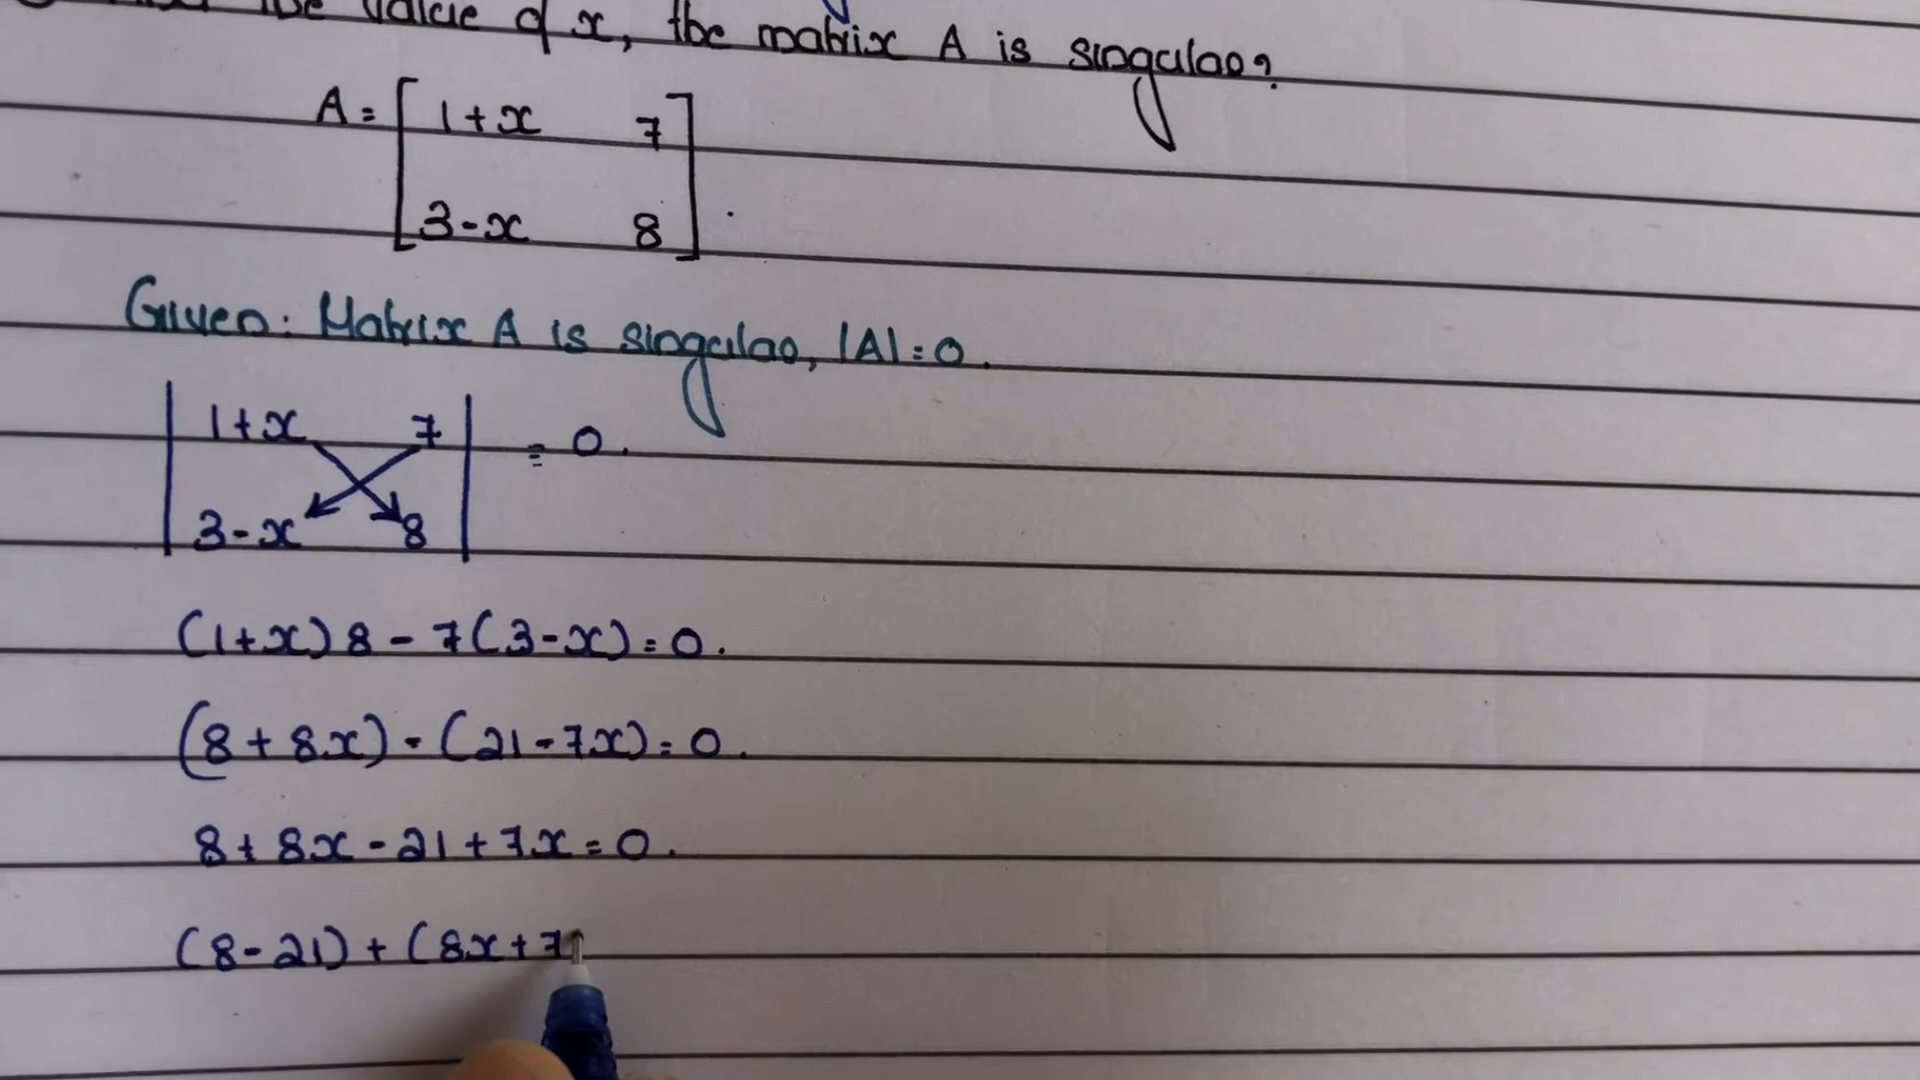 the value of x, the matrix A is singular?
A = [ 1+x 7
3-x 8 ].
Given: Matrix A is singular, |A| = 0.
| 1+x 7 | = 0.
| 3-x 8 |
(1+x) 8 - 7(3-x) = 0.
(8 + 8x) - (21 - 7x) = 0.
8 + 8x - 21 + 7x = 0.
(8-21) + (8x + 7